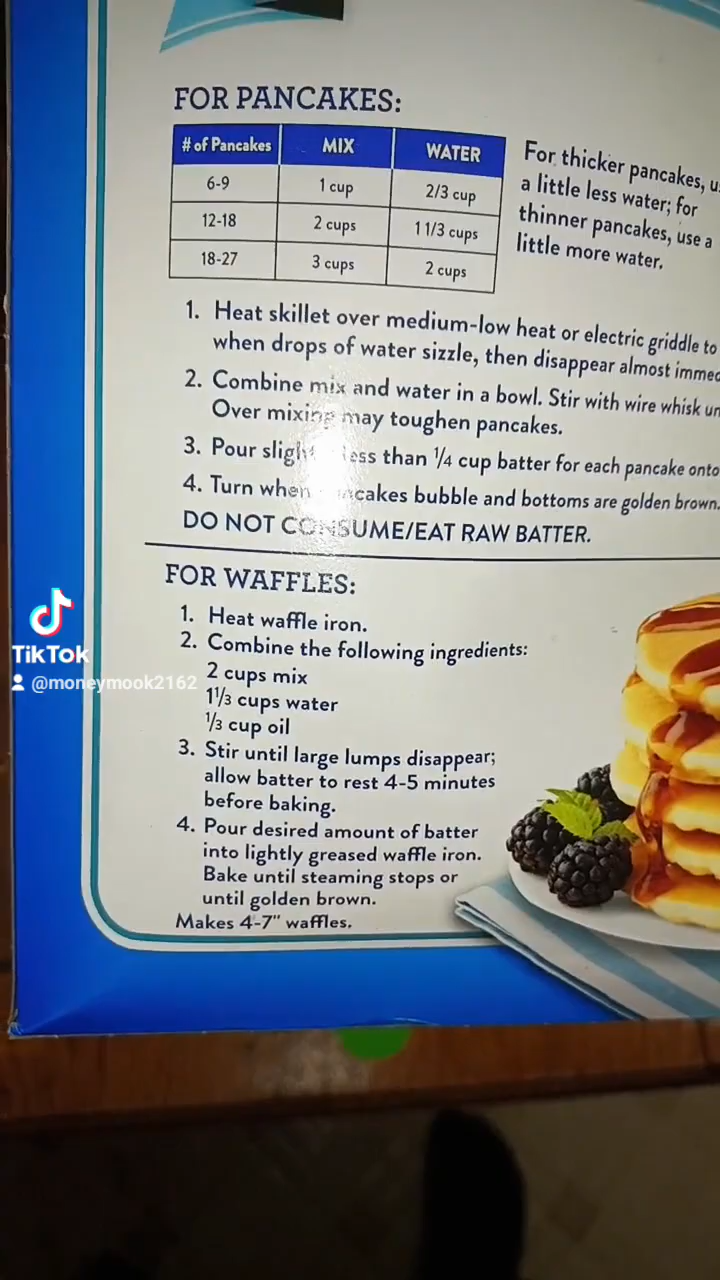 FOR PANCAKES:
# of Pancakes MIX WATER
6-9 1 cup 2/3 cup
12-18 2 cups 1 1/3 cups
18-27 3 cups 2 cups
For thicker pancakes,
a little less water; for
thinner pancakes, use a
little more water.
1. Heat skillet over medium-low heat or electric griddle to
when drops of water sizzle, then disappear almost
2. Combine mix and water in a bowl. Stir with wire whisk
Over mixing may toughen pancakes.
3. Pour less than 1/4 cup batter for each pancake onto
4. Turn when bubble and bottoms are golden brown.
DO NOT CONSUME/EAT RAW BATTER.
FOR WAFFLES:
1. Heat waffle iron.
2. Combine the following ingredients:
2 cups mix
1 1/3 cups water
1/3 cup oil
3. Stir until large lumps disappear;
allow batter to rest 4-5 minutes
before baking.
4. Pour desired amount of batter
into lightly greased waffle iron.
Bake until steaming stops or
until golden brown.
Makes 4-7" waffles.
TikTok
@moneymook2162